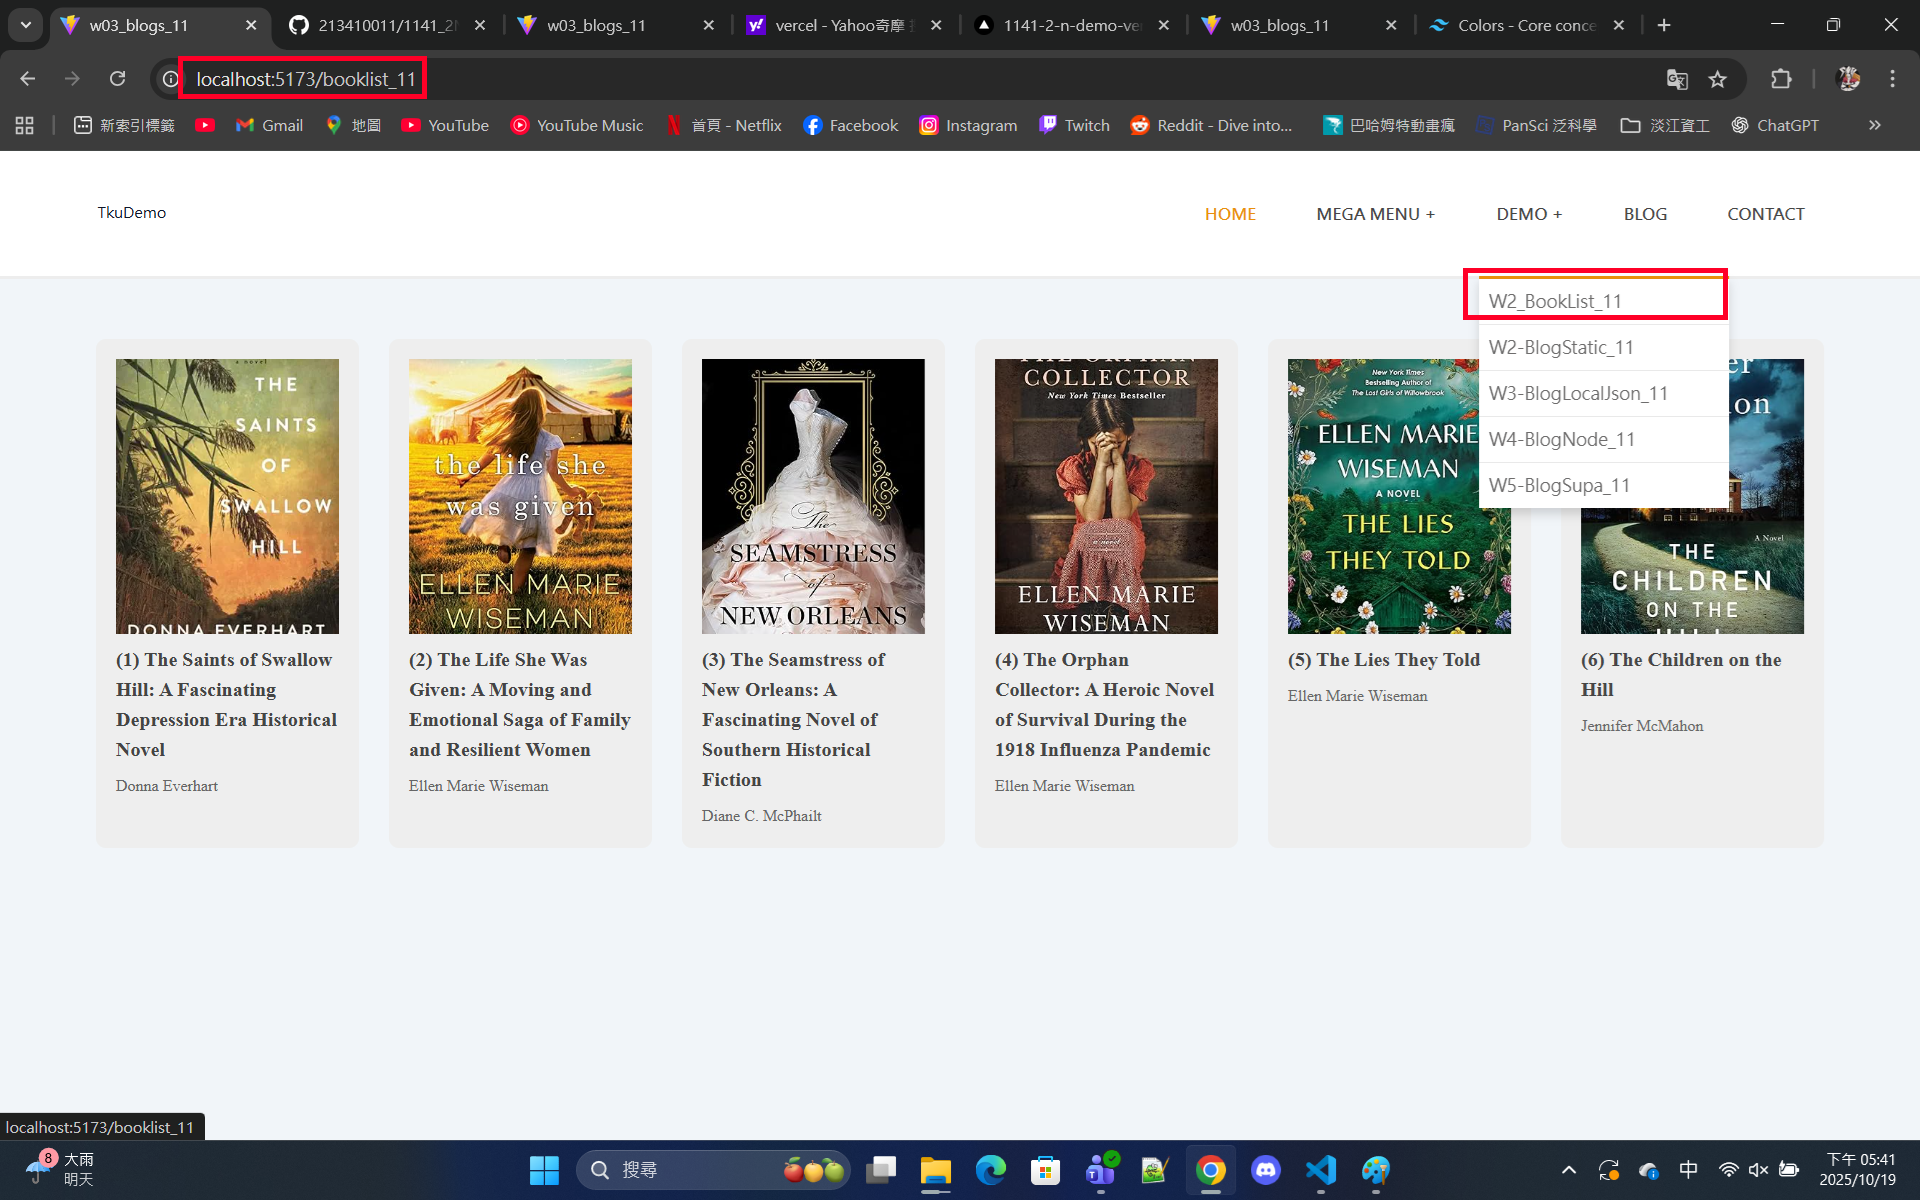 w03_blogs_11
213410011/1141_2N
w03_blogs_11
vercel - Yahoo奇摩
1141-2-n-demo-ver
w03_blogs_11
Colors - Core conce
localhost:5173/booklist_11
新索引標籤
Gmail
地圖
YouTube
YouTube Music
首頁 - Netflix
Facebook
Instagram
Twitch
Reddit - Dive into...
巴哈姆特動畫瘋
PanSci 泛科學
淡江資工
ChatGPT
TkuDemo
HOME
MEGA MENU +
DEMO +
BLOG
CONTACT
W2_BookList_11
W2-BlogStatic_11
W3-BlogLocalJson_11
W4-BlogNode_11
W5-BlogSupa_11
a novel
THE
SAINTS
OF
SWALLOW
HILL
DONNA EVERHART
the life she
was given
ELLEN MARIE
WISEMAN
The
SEAMSTRESS
of
NEW ORLEANS
THE ORPHAN
COLLECTOR
New York Times Bestseller
a novel
ELLEN MARIE
WISEMAN
New York Times
Bestselling Author of
The Lost Girls of Willowbrook
ELLEN MARIE
WISEMAN
A NOVEL
THE LIES
THEY TOLD
er
on
A Novel
THE
CHILDREN
ON THE
HILL
(1) The Saints of Swallow
Hill: A Fascinating
Depression Era Historical
Novel
Donna Everhart
(2) The Life She Was
Given: A Moving and
Emotional Saga of Family
and Resilient Women
Ellen Marie Wiseman
(3) The Seamstress of
New Orleans: A
Fascinating Novel of
Southern Historical
Fiction
Diane C. McPhailt
(4) The Orphan
Collector: A Heroic Novel
of Survival During the
1918 Influenza Pandemic
Ellen Marie Wiseman
(5) The Lies They Told
Ellen Marie Wiseman
(6) The Children on the
Hill
Jennifer McMahon
localhost:5173/booklist_11
8
大雨
明天
搜尋
中
下午 05:41
2025/10/19